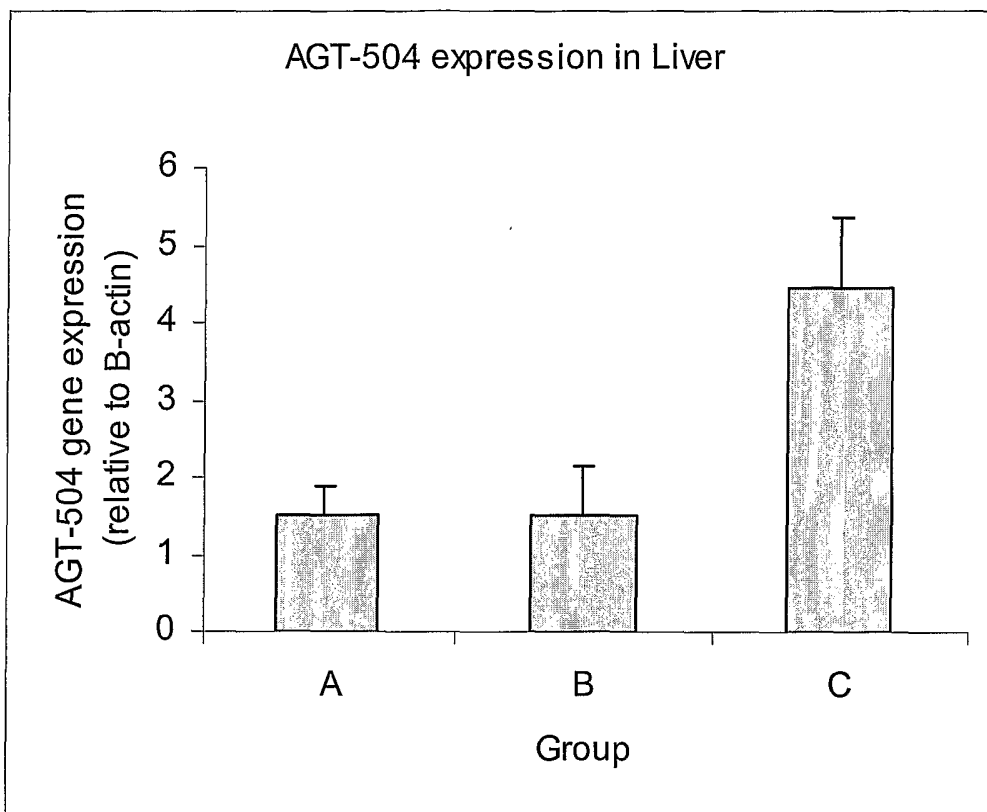 AGT-504 expression in Liver
AGT-504 gene expression
(relative to B-actin)
6
5
4
3
2
1
0
A
B
C
Group